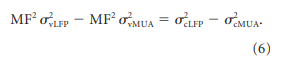 MF² σ²vLFP − MF² σ²vMUA = σ²cLFP − σ²cMUA.
(6)